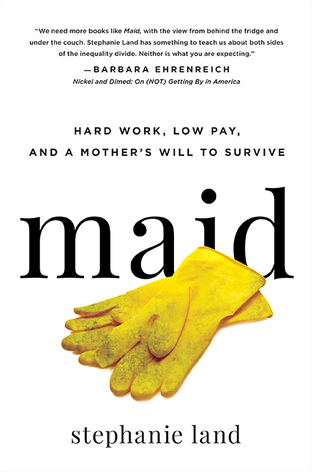 "We need more books like Maid, with the view from behind the fridge and
under the couch. Stephanie Land has something to teach us about both sides
of the inequality divide. Neither is what you are expecting."
—BARBARA EHRENREICH
Nickel and Dimed: On (NOT) Getting By in America
HARD WORK, LOW PAY,
AND A MOTHER'S WILL TO SURVIVE
maid
stephanie land